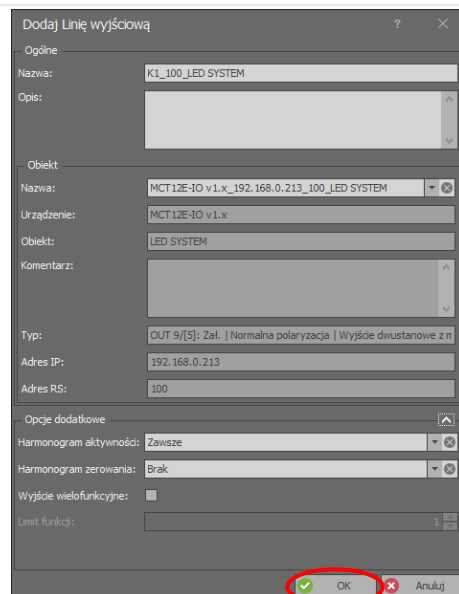 Dodaj Linię wyjściową ?
Ogólne
Nazwa: K1_100_LED SYSTEM
Opis:
Obiekt
Nazwa: MCT12E-IO v1.x_192.168.0.213_100_LED SYSTEM
Urządzenie: MCT12E-IO v1.x
Obiekt: LED SYSTEM
Komentarz:
Typ: OUT 9/[5]: Zał. | Normalna polaryzacja | Wyjście dwustanowe z
Adres IP: 192.168.0.213
Adres RS: 100
Opcje dodatkowe
Harmonogram aktywności: Zawsze
Harmonogram zerowania: Brak
Wyjście wielofunkcyjne:
Limit funkcji: 1
OK Anuluj